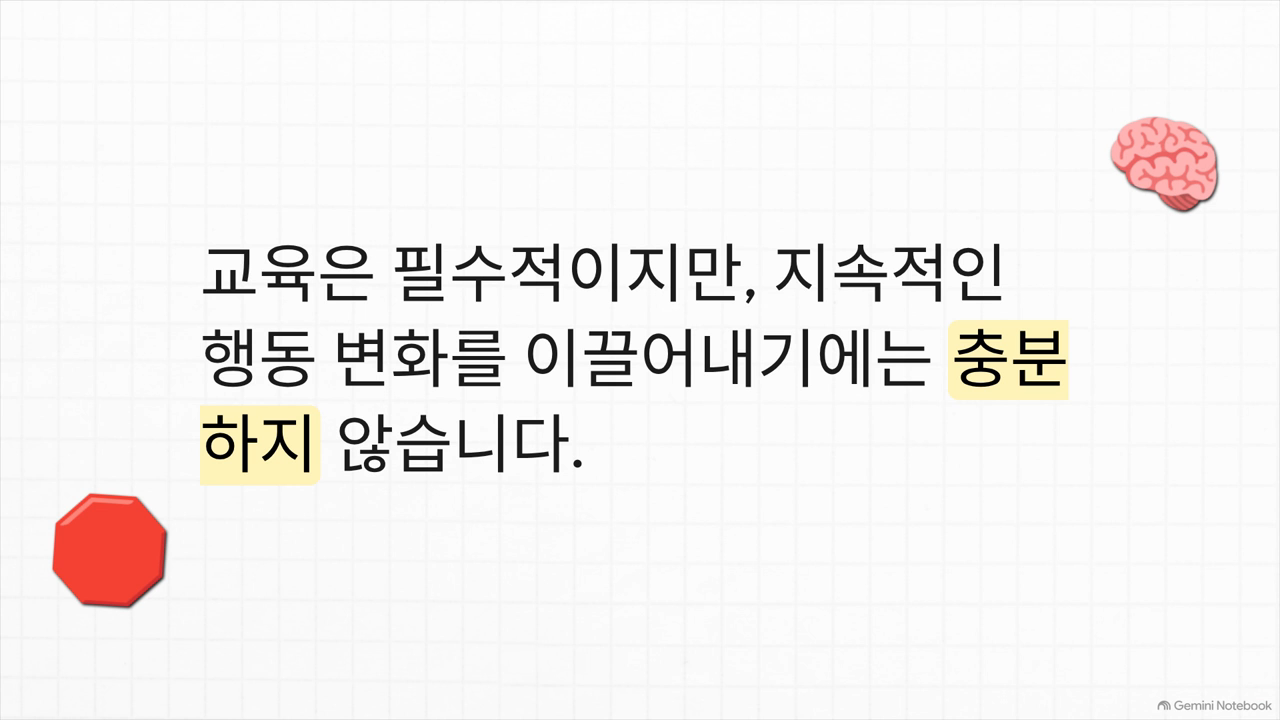 교육은 필수적이지만, 지속적인
행동 변화를 이끌어내기에는 충분
하지 않습니다.
Gemini Notebook